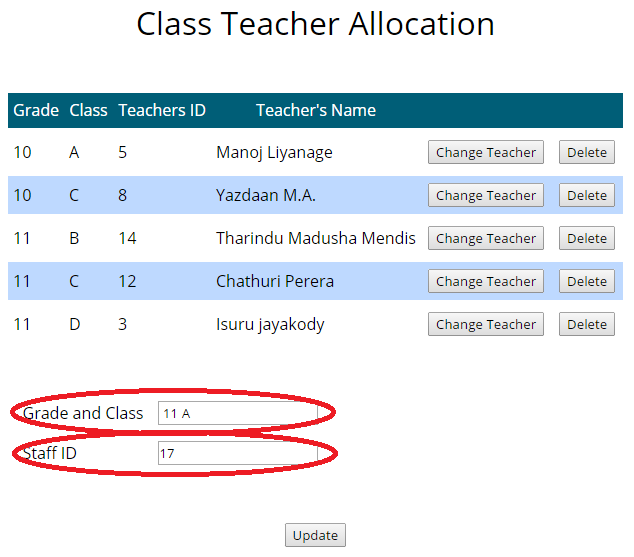 Class Teacher Allocation
Grade Class Teachers ID Teacher's Name
10 A 5 Manoj Liyanage Change Teacher Delete
10 C 8 Yazdaan M.A. Change Teacher Delete
11 B 14 Tharindu Madusha Mendis Change Teacher Delete
11 C 12 Chathuri Perera Change Teacher Delete
11 D 3 Isuru jayakody Change Teacher Delete
Grade and Class 11 A
Staff ID 17
Update